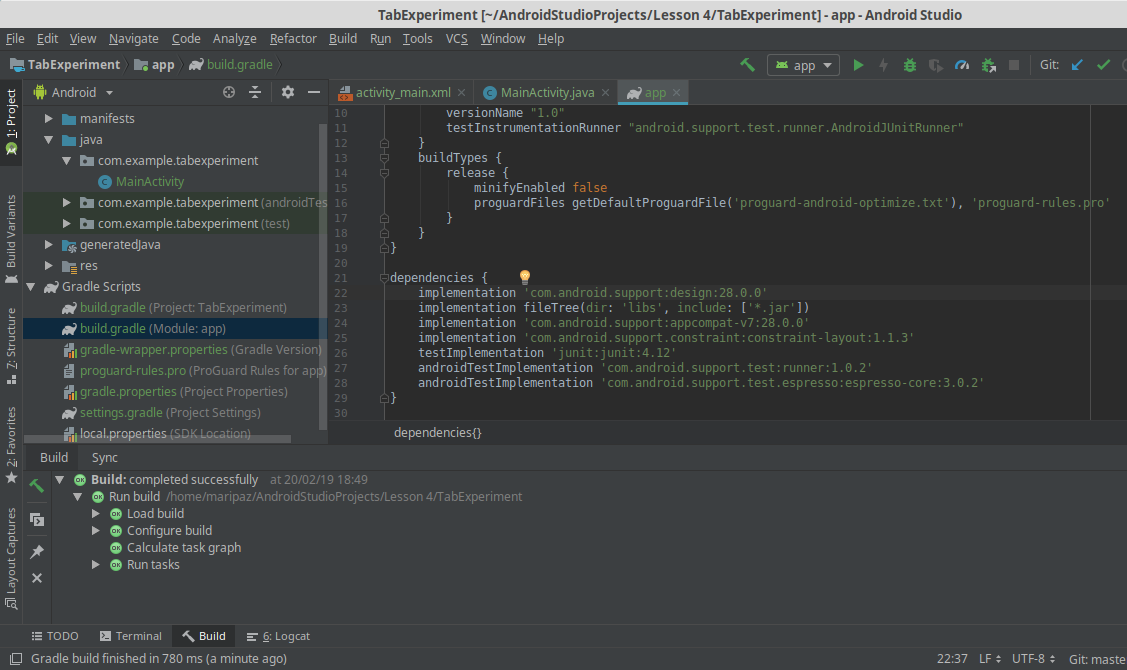 TabExperiment [~/AndroidStudioProjects/Lesson 4/TabExperiment] - app - Android Studio
File Edit View Navigate Code Analyze Refactor Build Run Tools VCS Window Help
TabExperiment app build.gradle app Git:
Android
activity_main.xml MainActivity.java app
1: Project
Build Variants
7: Structure
2: Favorites
Layout Captures
manifests
java
com.example.tabexperiment
MainActivity
com.example.tabexperiment (androidTes
com.example.tabexperiment (test)
generatedJava
res
Gradle Scripts
build.gradle (Project: TabExperiment)
build.gradle (Module: app)
gradle-wrapper.properties (Gradle Version)
proguard-rules.pro (ProGuard Rules for app)
gradle.properties (Project Properties)
settings.gradle (Project Settings)
local.properties (SDK Location)
10 versionName "1.0"
11 testInstrumentationRunner "android.support.test.runner.AndroidJUnitRunner"
12 }
13 buildTypes {
14 release {
15 minifyEnabled false
16 proguardFiles getDefaultProguardFile('proguard-android-optimize.txt'), 'proguard-rules.pro'
17 }
18 }
19 }
20
21 dependencies {
22 implementation 'com.android.support:design:28.0.0'
23 implementation fileTree(dir: 'libs', include: ['*.jar'])
24 implementation 'com.android.support:appcompat-v7:28.0.0'
25 implementation 'com.android.support.constraint:constraint-layout:1.1.3'
26 testImplementation 'junit:junit:4.12'
27 androidTestImplementation 'com.android.support.test:runner:1.0.2'
28 androidTestImplementation 'com.android.support.test.espresso:espresso-core:3.0.2'
29 }
30
dependencies{}
Build Sync
Build: completed successfully at 20/02/19 18:49
Run build /home/maripaz/AndroidStudioProjects/Lesson 4/TabExperiment
Load build
Configure build
Calculate task graph
Run tasks
TODO Terminal Build 6: Logcat
Gradle build finished in 780 ms (a minute ago) 22:37 LF UTF-8 Git: maste